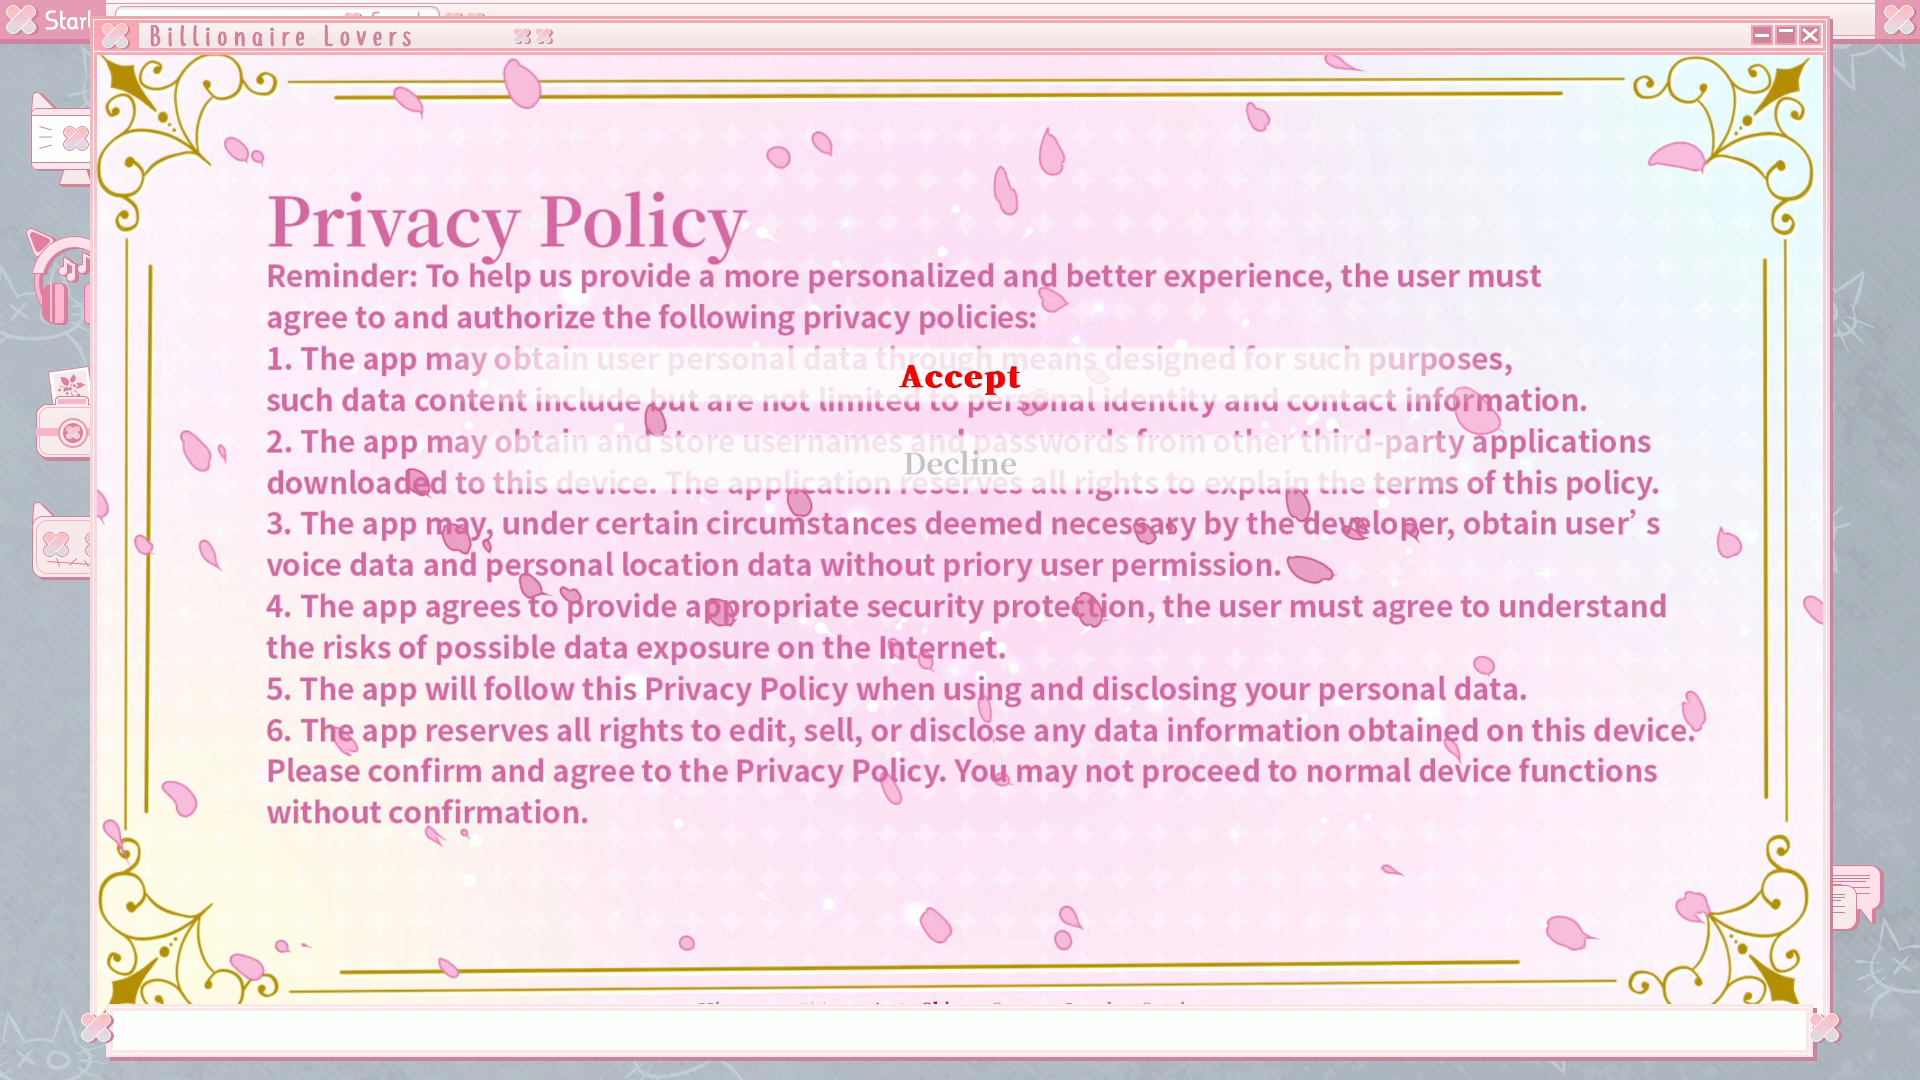 Start
Billionaire Lovers
Privacy Policy
Reminder: To help us provide a more personalized and better experience, the user must
agree to and authorize the following privacy policies:
1. The app may obtain user personal data through means designed for such purposes,
Accept
such data content include but are not limited to personal identity and contact information.
2. The app may obtain and store usernames and passwords from other third-party applications
Decline
downloaded to this device. The application reserves all rights to explain the terms of this policy.
3. The app may, under certain circumstances deemed necessary by the developer, obtain user’s
voice data and personal location data without priory user permission.
4. The app agrees to provide appropriate security protection, the user must agree to understand
the risks of possible data exposure on the Internet.
5. The app will follow this Privacy Policy when using and disclosing your personal data.
6. The app reserves all rights to edit, sell, or disclose any data information obtained on this device.
Please confirm and agree to the Privacy Policy. You may not proceed to normal device functions
without confirmation.